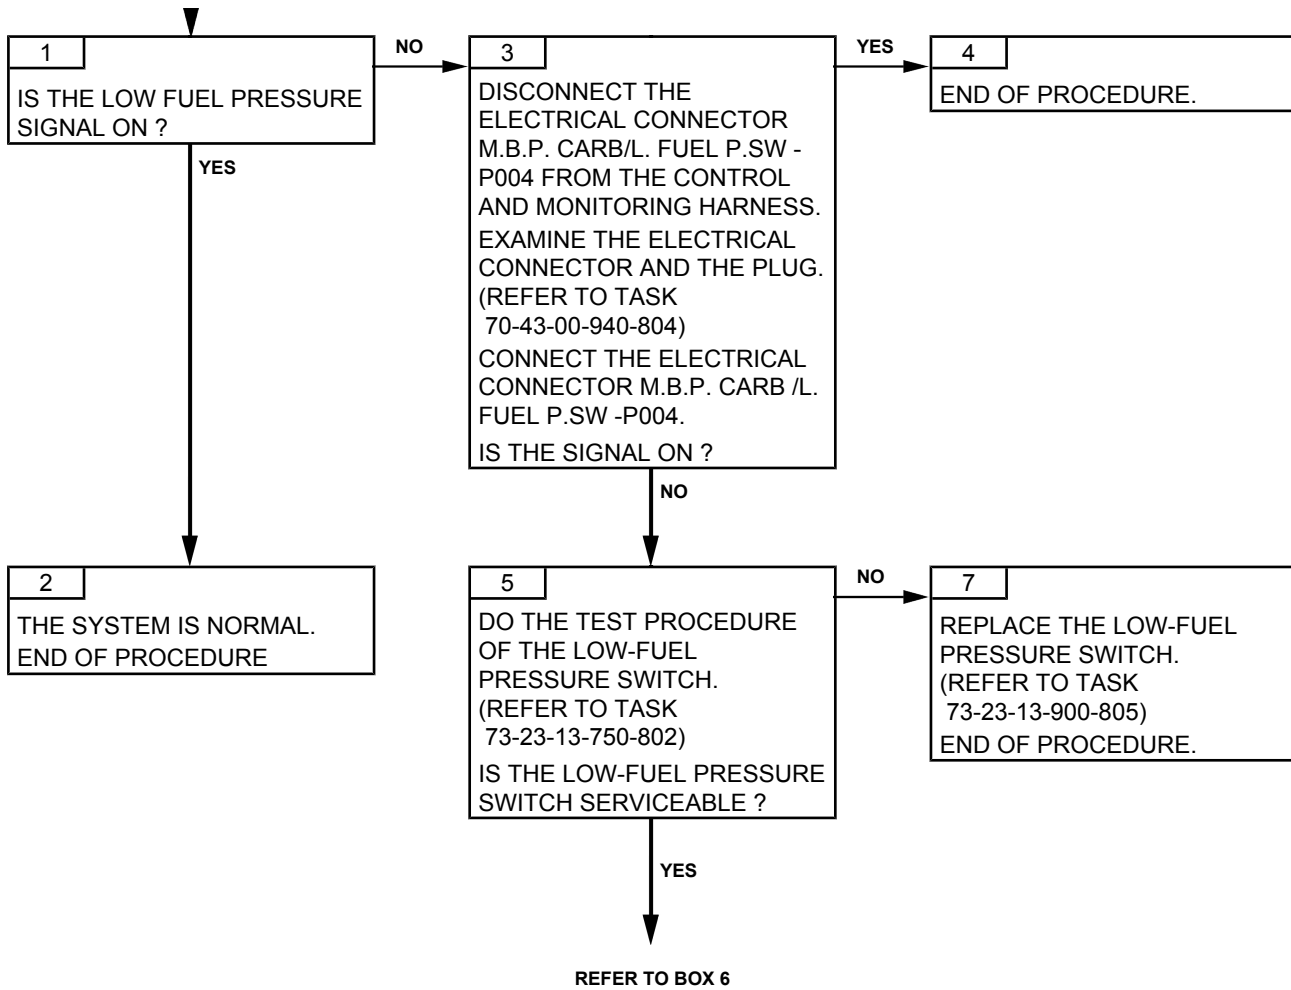 1
IS THE LOW FUEL PRESSURE
SIGNAL ON ?
NO
YES
3
DISCONNECT THE
ELECTRICAL CONNECTOR
M.B.P. CARB/L. FUEL P.SW -
P004 FROM THE CONTROL
AND MONITORING HARNESS.
EXAMINE THE ELECTRICAL
CONNECTOR AND THE PLUG.
(REFER TO TASK
70-43-00-940-804)
CONNECT THE ELECTRICAL
CONNECTOR M.B.P. CARB /L.
FUEL P.SW -P004.
IS THE SIGNAL ON ?
YES
NO
4
END OF PROCEDURE.
2
THE SYSTEM IS NORMAL.
END OF PROCEDURE
5
DO THE TEST PROCEDURE
OF THE LOW-FUEL
PRESSURE SWITCH.
(REFER TO TASK
73-23-13-750-802)
IS THE LOW-FUEL PRESSURE
SWITCH SERVICEABLE ?
NO
YES
7
REPLACE THE LOW-FUEL
PRESSURE SWITCH.
(REFER TO TASK
73-23-13-900-805)
END OF PROCEDURE.
REFER TO BOX 6